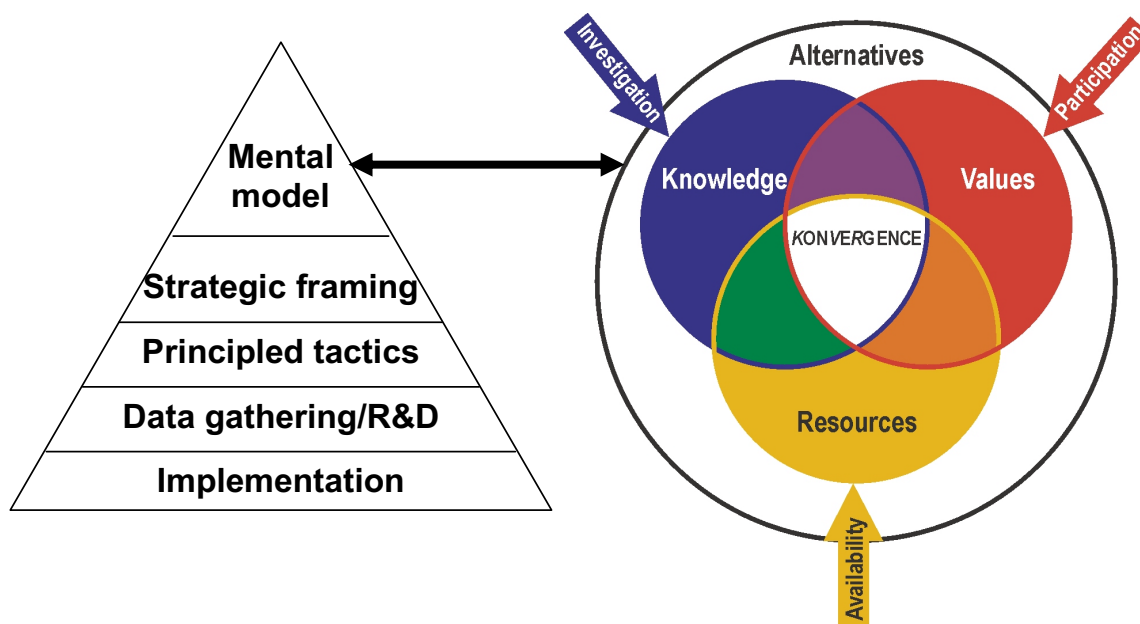 Mental
model
Strategic framing
Principled tactics
Data gathering/R&D
Implementation
Investigation
Alternatives
Participation
Knowledge
Values
KONVERGENCE
Resources
Availability